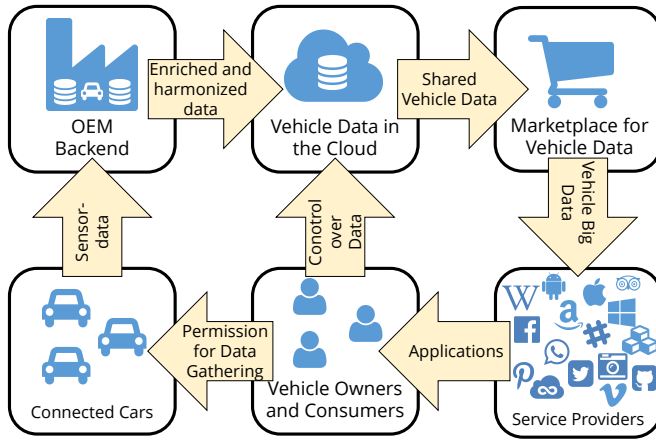 OEM
Backend
Enriched and
harmonized
data
Vehicle Data in
the Cloud
Shared
Vehicle Data
Marketplace for
Vehicle Data
Sensor-
data
Conotrol
over
Data
Vehicle Big
Data
Connected Cars
Permission
for Data
Gathering
Vehicle Owners
and Consumers
Applications
W
a
Service Providers